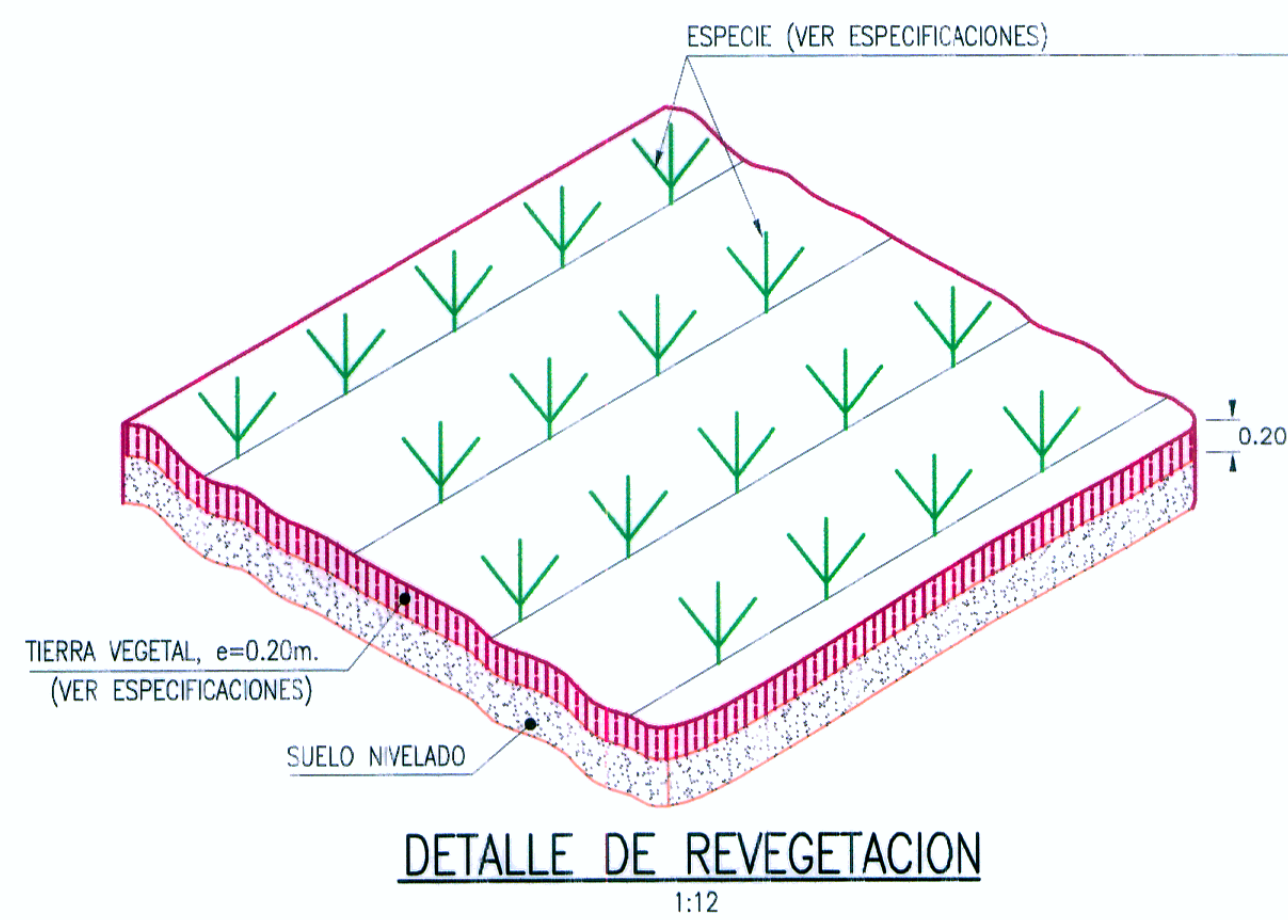 ESPECIE (VER ESPECIFICACIONES)
0.20
TIERRA VEGETAL, e=0.20m.
(VER ESPECIFICACIONES)
SUELO NIVELADO
DETALLE DE REVEGETACION
1:12